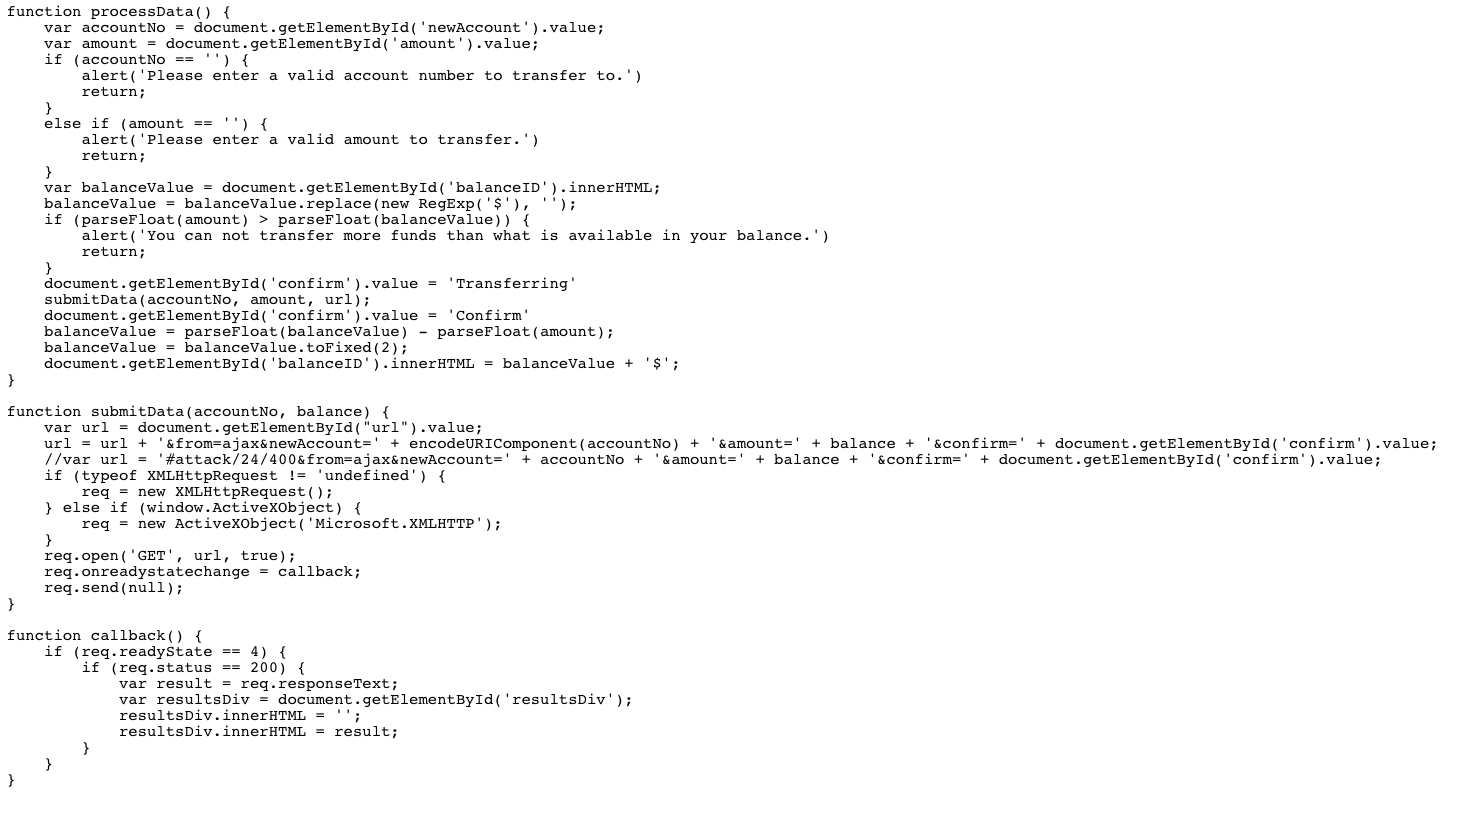 function processData() {
    var accountNo = document.getElementById('newAccount').value;
    var amount = document.getElementById('amount').value;
    if (accountNo == '') {
        alert('Please enter a valid account number to transfer to.')
        return;
    }
    else if (amount == '') {
        alert('Please enter a valid amount to transfer.')
        return;
    }
    var balanceValue = document.getElementById('balanceID').innerHTML;
    balanceValue = balanceValue.replace(new RegExp('$'), '');
    if (parseFloat(amount) > parseFloat(balanceValue)) {
        alert('You can not transfer more funds than what is available in your balance.')
        return;
    }
    document.getElementById('confirm').value = 'Transferring'
    submitData(accountNo, amount, url);
    document.getElementById('confirm').value = 'Confirm'
    balanceValue = parseFloat(balanceValue) - parseFloat(amount);
    balanceValue = balanceValue.toFixed(2);
    document.getElementById('balanceID').innerHTML = balanceValue + '$';
}

function submitData(accountNo, balance) {
    var url = document.getElementById("url").value;
    url = url + '&from=ajax&newAccount=' + encodeURIComponent(accountNo) + '&amount=' + balance + '&confirm=' + document.getElementById('confirm').value;
    //var url = '#attack/24/400&from=ajax&newAccount=' + accountNo + '&amount=' + balance + '&confirm=' + document.getElementById('confirm').value;
    if (typeof XMLHttpRequest != 'undefined') {
        req = new XMLHttpRequest();
    } else if (window.ActiveXObject) {
        req = new ActiveXObject('Microsoft.XMLHTTP');
    }
    req.open('GET', url, true);
    req.onreadystatechange = callback;
    req.send(null);
}

function callback() {
    if (req.readyState == 4) {
        if (req.status == 200) {
            var result = req.responseText;
            var resultsDiv = document.getElementById('resultsDiv');
            resultsDiv.innerHTML = '';
            resultsDiv.innerHTML = result;
        }
    }
}